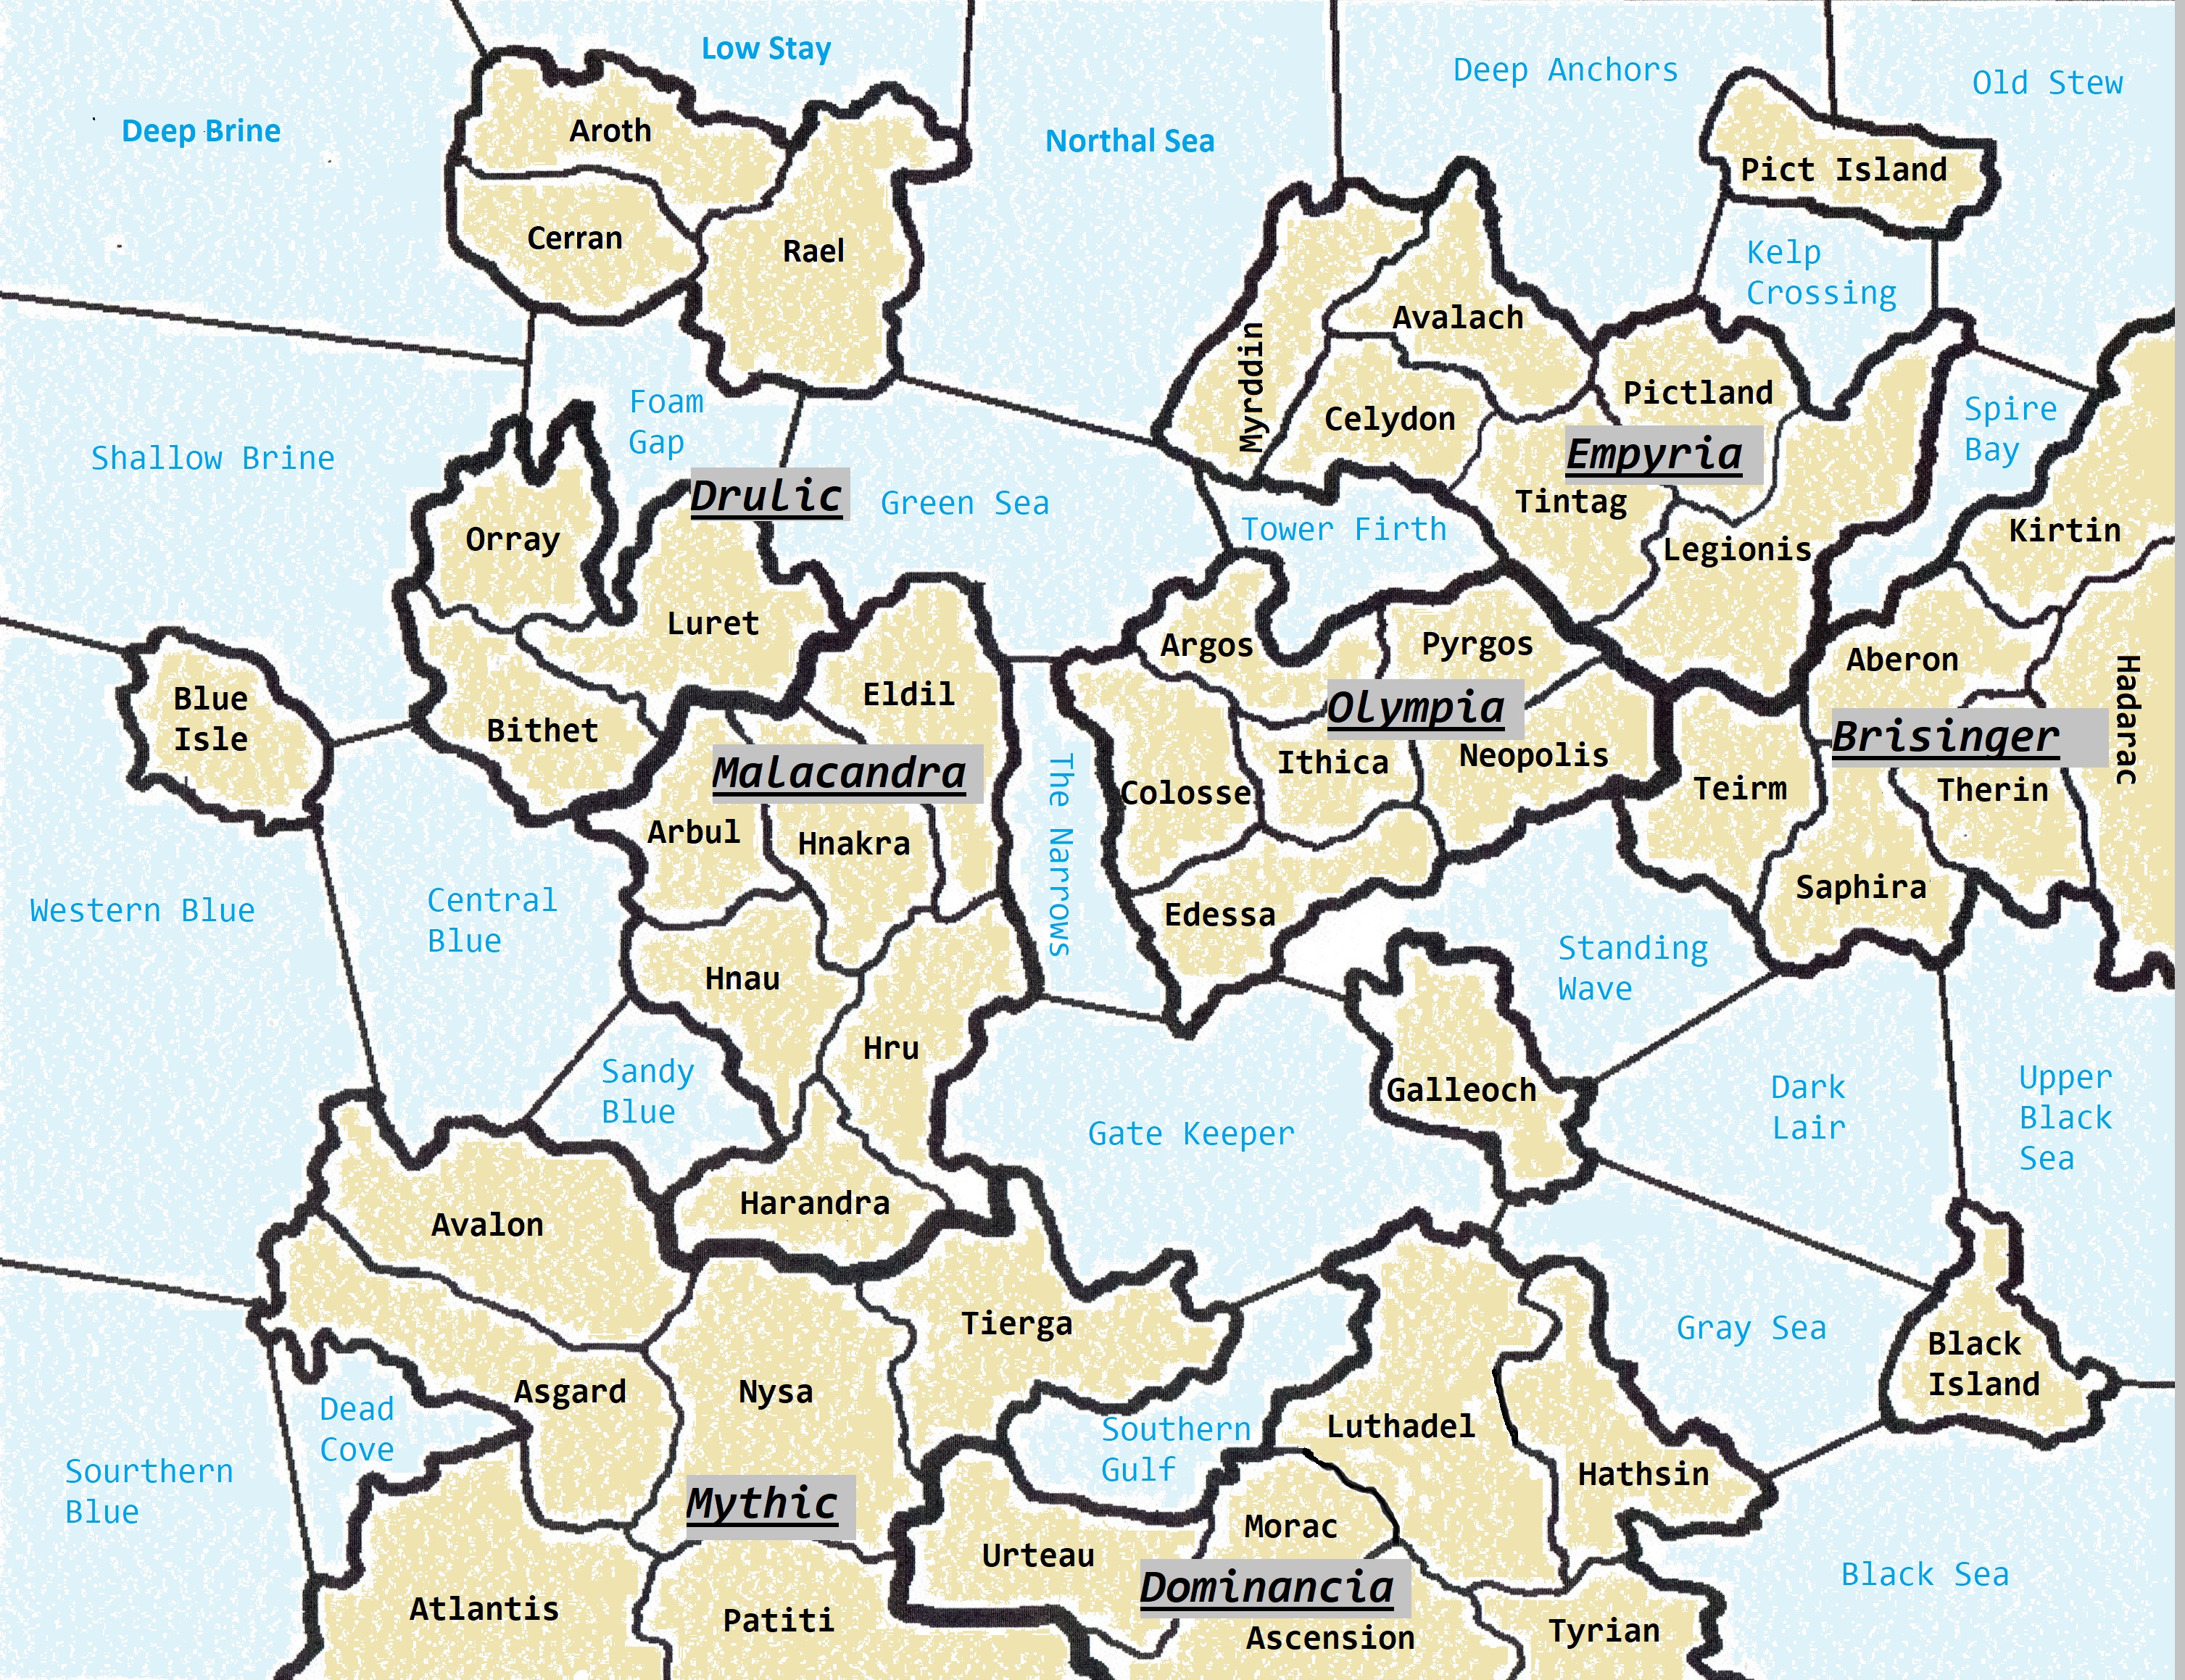 Low Stay
Deep Anchors
Old Stew
Deep Brine
Aroth
Northal Sea
Pict Island
Cerran
Rael
Kelp
Crossing
Avalach
Myrddin
Pictland
Foam
Gap
Celydon
Spire
Bay
Shallow Brine
Empyria
Drulic
Green Sea
Tintag
Tower Firth
Kirtin
Orray
Legionis
Luret
Argos
Pyrgos
Aberon
Hadarac
Blue
Isle
Eldil
Olympia
Bithet
Brisinger
Malacandra
Ithica
Neopolis
Colosse
Teirm
Therin
Arbul
Hnakra
The Narrows
Saphira
Western Blue
Central
Blue
Edessa
Standing
Wave
Hnau
Hru
Sandy
Blue
Galleoch
Dark
Lair
Upper
Black
Sea
Gate Keeper
Harandra
Avalon
Tierga
Gray Sea
Black
Island
Asgard
Nysa
Dead
Cove
Southern
Gulf
Luthadel
Sourthern
Blue
Hathsin
Mythic
Morac
Urteau
Dominancia
Black Sea
Atlantis
Patiti
Ascension
Tyrian